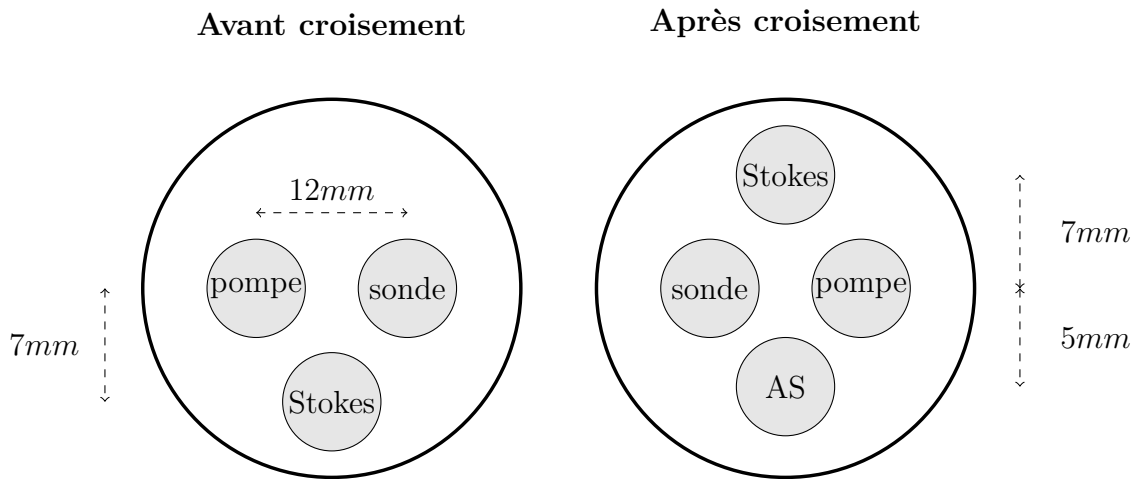 Avant croisement
Après croisement
12mm
pompe
sonde
7mm
Stokes
Stokes
sonde
pompe
AS
7mm
5mm